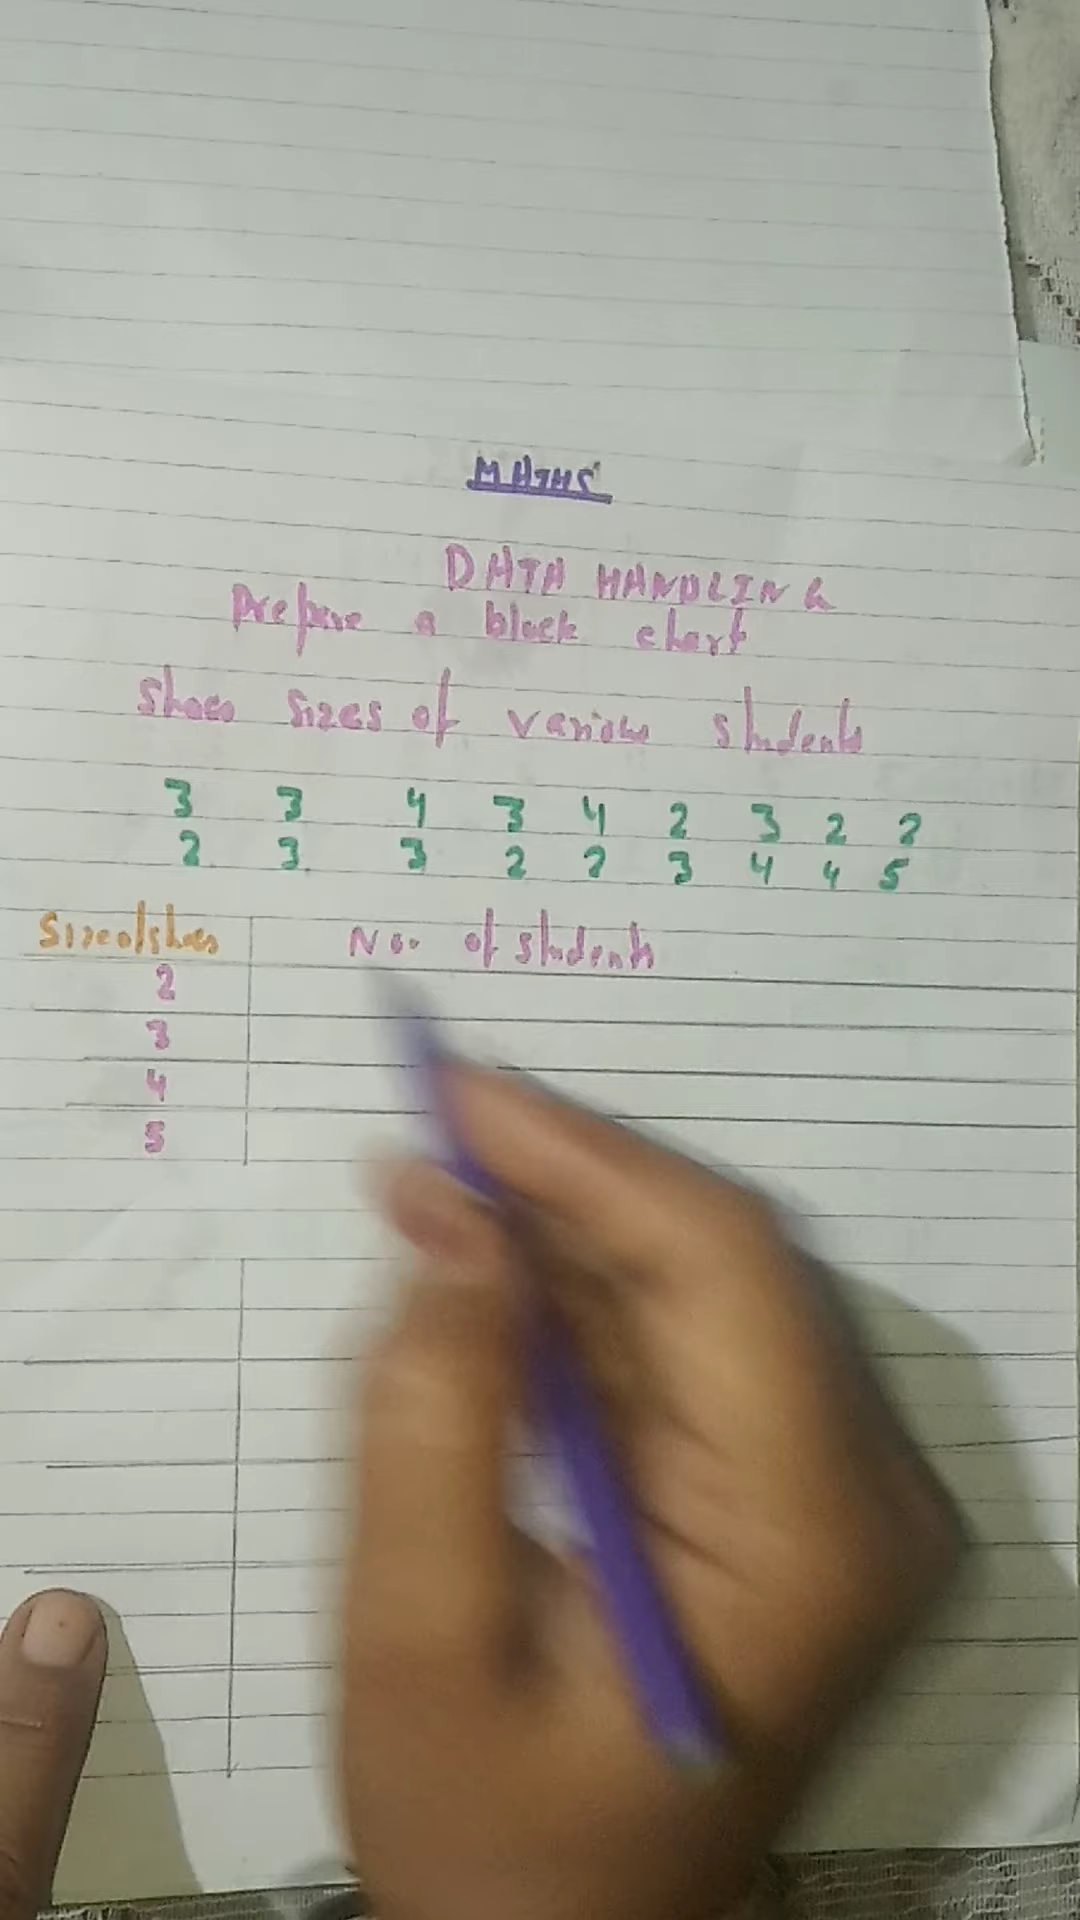 MATHS
DATA HANDLING
Prepare a block chart
Shoes sizes of various students
3 3 4 3 4 2 3 2 2
2 3 3 2 2 3 4 4 5
Size of shoes No. of students
2
3
4
5